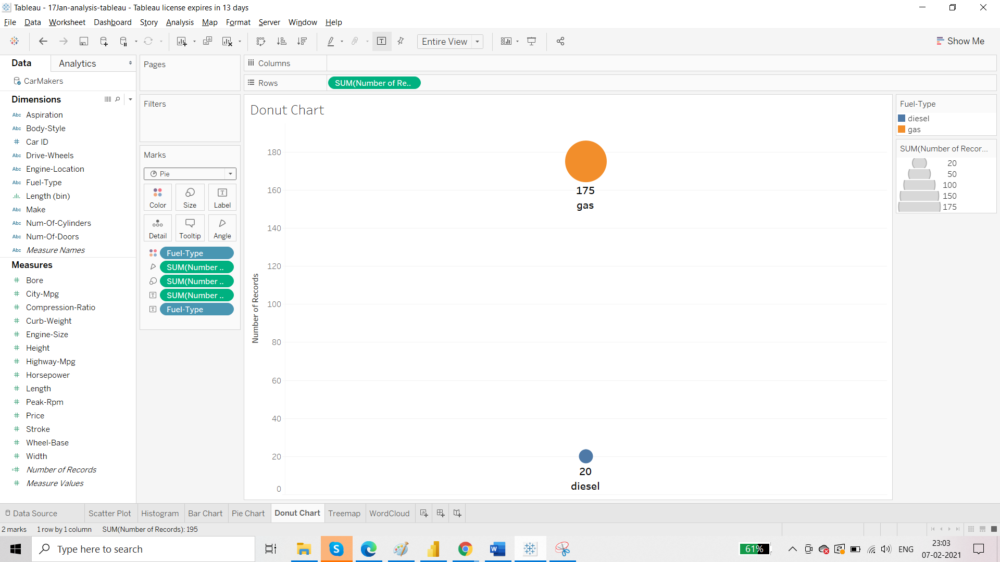 Tableau - 17Jan-analysis-tableau - Tableau license expires in 13 days
File Data Worksheet Dashboard Story Analysis Map Format Server Window Help
Entire View
Show Me
Data Analytics
CarMakers
Dimensions
Abc Aspiration
Abc Body-Style
# Car ID
Abc Drive-Wheels
Abc Engine-Location
Abc Fuel-Type
Length (bin)
Abc Make
Abc Num-Of-Cylinders
Abc Num-Of-Doors
Abc Measure Names
Measures
# Bore
# City-Mpg
# Compression-Ratio
# Curb-Weight
# Engine-Size
# Height
# Highway-Mpg
# Horsepower
# Length
# Peak-Rpm
# Price
# Stroke
# Wheel-Base
# Width
=# Number of Records
# Measure Values
Pages
Filters
Marks
Pie
Color Size Label
Detail Tooltip Angle
Fuel-Type
SUM(Number ..
SUM(Number ..
SUM(Number ..
Fuel-Type
Columns
Rows SUM(Number of Re..
Donut Chart
Number of Records
180
160
140
120
100
80
60
40
20
0
175
gas
20
diesel
Fuel-Type
diesel
gas
SUM(Number of Recor...
20
50
100
150
175
Data Source Scatter Plot Histogram Bar Chart Pie Chart Donut Chart Treemap WordCloud
2 marks 1 row by 1 column SUM(Number of Records): 195
Type here to search
61%
ENG
23:03
07-02-2021